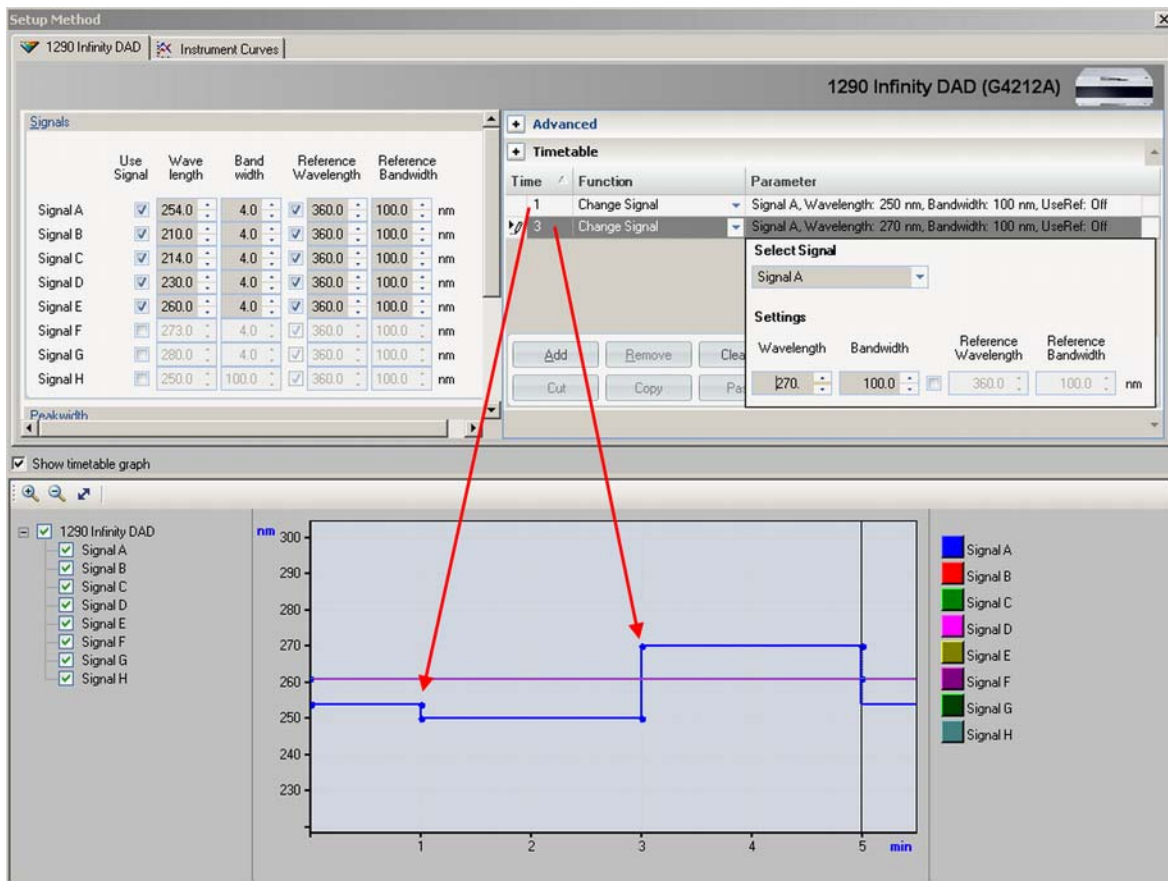 Setup Method
1290 Infinity DAD
Instrument Curves
1290 Infinity DAD (G4212A)
Signals
Use Signal Wave length Band width Reference Wavelength Reference Bandwidth
Signal A 254.0 4.0 360.0 100.0 nm
Signal B 210.0 4.0 360.0 100.0 nm
Signal C 214.0 4.0 360.0 100.0 nm
Signal D 230.0 4.0 360.0 100.0 nm
Signal E 260.0 4.0 360.0 100.0 nm
Signal F 273.0 4.0 360.0 100.0 nm
Signal G 280.0 4.0 360.0 100.0 nm
Signal H 250.0 100.0 360.0 100.0 nm
Peakwidth
Advanced
Timetable
Time Function Parameter
1 Change Signal Signal A, Wavelength: 250 nm, Bandwidth: 100 nm, UseRef: Off
3 Change Signal Signal A, Wavelength: 270 nm, Bandwidth: 100 nm, UseRef: Off
Select Signal
Signal A
Settings
Wavelength Bandwidth Reference Wavelength Reference Bandwidth
270. 100.0 360.0 100.0 nm
Add Remove Clea
Cut Copy Pas
Show timetable graph
1290 Infinity DAD
Signal A
Signal B
Signal C
Signal D
Signal E
Signal F
Signal G
Signal H
nm
300
290
280
270
260
250
240
230
1 2 3 4 5 min
Signal A
Signal B
Signal C
Signal D
Signal E
Signal F
Signal G
Signal H